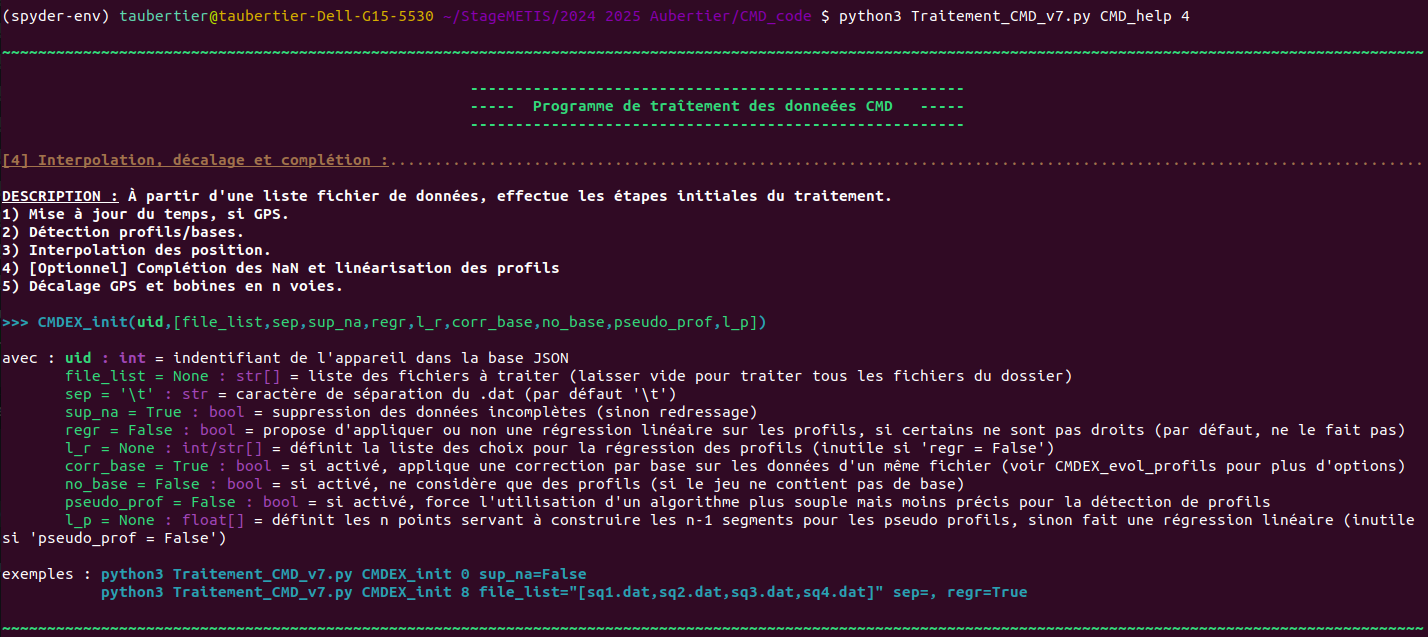 (spyder-env) taubertier@taubertier-Dell-G15-5530 ~/StageMETIS/2024 2025 Aubertier/CMD_code $ python3 Traitement_CMD_v7.py CMD_help 4
~~~~~~~~~~~~~~~~~~~~~~~~~~~~~~~~~~~~~~~~~~~~~~~~~~~~~~~~~~~~~~~~~~~~~~~~~~~~~~~~~~~~~~~~~~~~~~~~~~~~~~~~~~~~~~~~~~~~~~~~~~~~~~~~~~~~~~~~~~~~~~~~~~~~~~~~~~
-------------------------------------------------------
----- Programme de traîtement des donneées CMD -----
-------------------------------------------------------
[4] Interpolation, décalage et complétion :...................................................................................................................
DESCRIPTION : À partir d'une liste fichier de données, effectue les étapes initiales du traitement.
1) Mise à jour du temps, si GPS.
2) Détection profils/bases.
3) Interpolation des position.
4) [Optionnel] Complétion des NaN et linéarisation des profils
5) Décalage GPS et bobines en n voies.
>>> CMDEX_init(uid,[file_list,sep,sup_na,regr,l_r,corr_base,no_base,pseudo_prof,l_p])
avec : uid : int = indentifiant de l'appareil dans la base JSON
file_list = None : str[] = liste des fichiers à traiter (laisser vide pour traiter tous les fichiers du dossier)
sep = '\t' : str = caractère de séparation du .dat (par défaut '\t')
sup_na = True : bool = suppression des données incomplètes (sinon redressage)
regr = False : bool = propose d'appliquer ou non une régression linéaire sur les profils, si certains ne sont pas droits (par défaut, ne le fait pas)
l_r = None : int/str[] = définit la liste des choix pour la régression des profils (inutile si 'regr = False')
corr_base = True : bool = si activé, applique une correction par base sur les données d'un même fichier (voir CMDEX_evol_profils pour plus d'options)
no_base = False : bool = si activé, ne considère que des profils (si le jeu ne contient pas de base)
pseudo_prof = False : bool = si activé, force l'utilisation d'un algorithme plus souple mais moins précis pour la détection de profils
l_p = None : float[] = définit les n points servant à construire les n-1 segments pour les pseudo profils, sinon fait une régression linéaire (inutile
si 'pseudo_prof = False')
exemples : python3 Traitement_CMD_v7.py CMDEX_init 0 sup_na=False
python3 Traitement_CMD_v7.py CMDEX_init 8 file_list="[sq1.dat,sq2.dat,sq3.dat,sq4.dat]" sep=, regr=True
~~~~~~~~~~~~~~~~~~~~~~~~~~~~~~~~~~~~~~~~~~~~~~~~~~~~~~~~~~~~~~~~~~~~~~~~~~~~~~~~~~~~~~~~~~~~~~~~~~~~~~~~~~~~~~~~~~~~~~~~~~~~~~~~~~~~~~~~~~~~~~~~~~~~~~~~~~